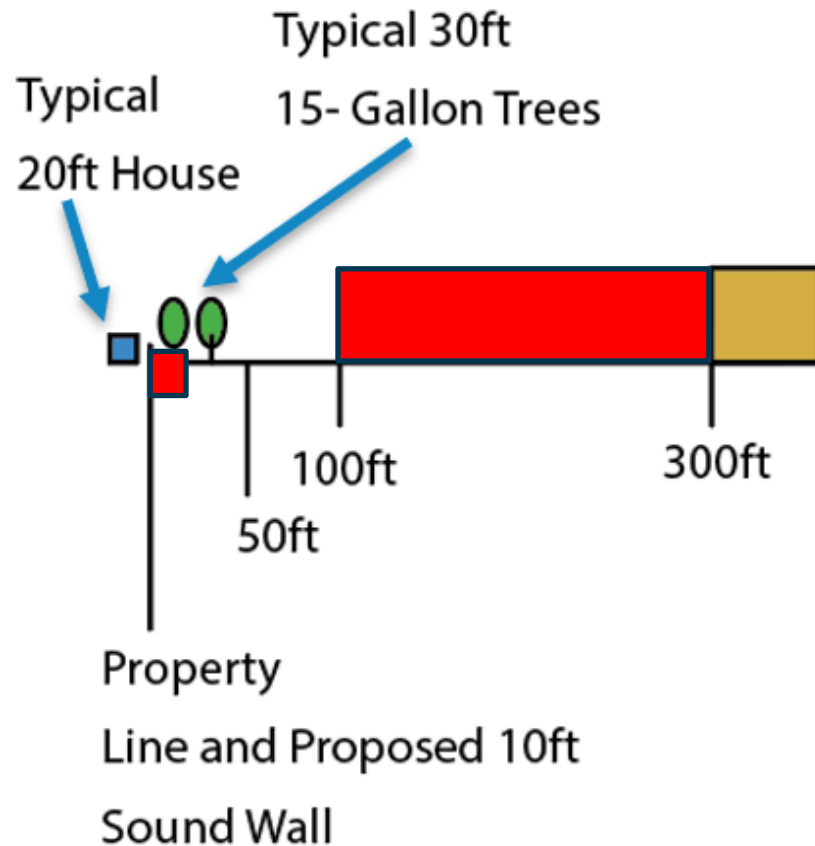 Typical 30ft
15- Gallon Trees
Typical
20ft House
100ft
300ft
50ft
Property
Line and Proposed 10ft
Sound Wall